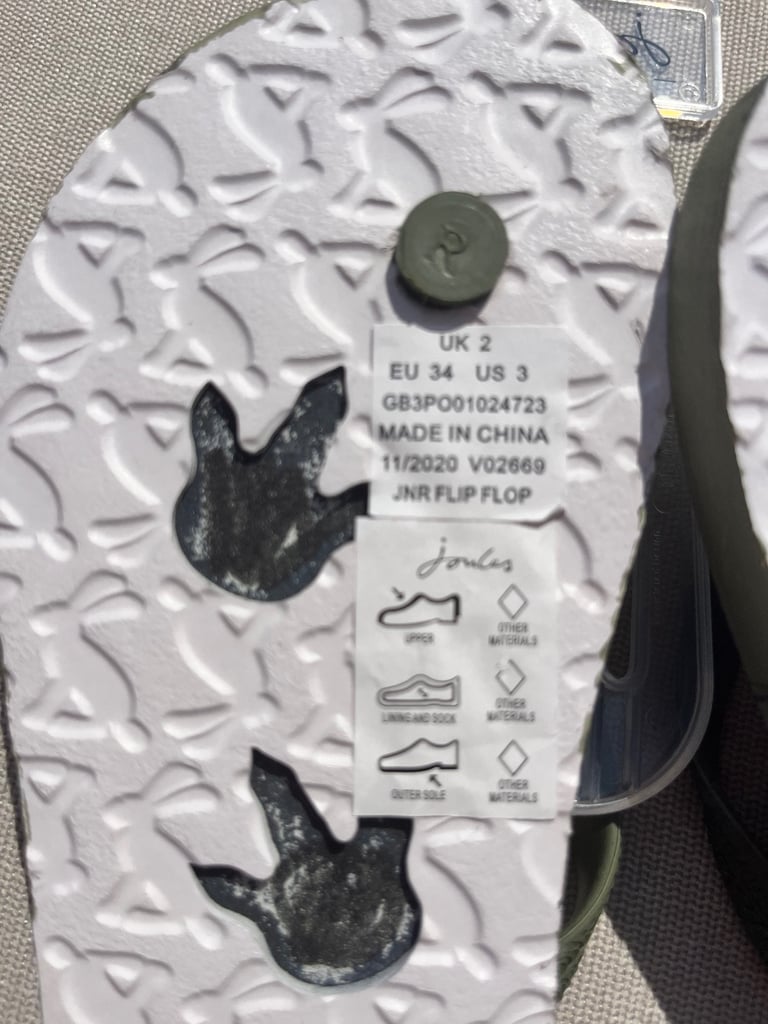 R
UK 2
EU 34 US 3
GB3PO01024723
MADE IN CHINA
11/2020 V02669
JNR FLIP FLOP
joules
UPPER
OTHER
MATERIALS
LINING AND SOCK
OTHER
MATERIALS
OUTER SOLE
OTHER
MATERIALS